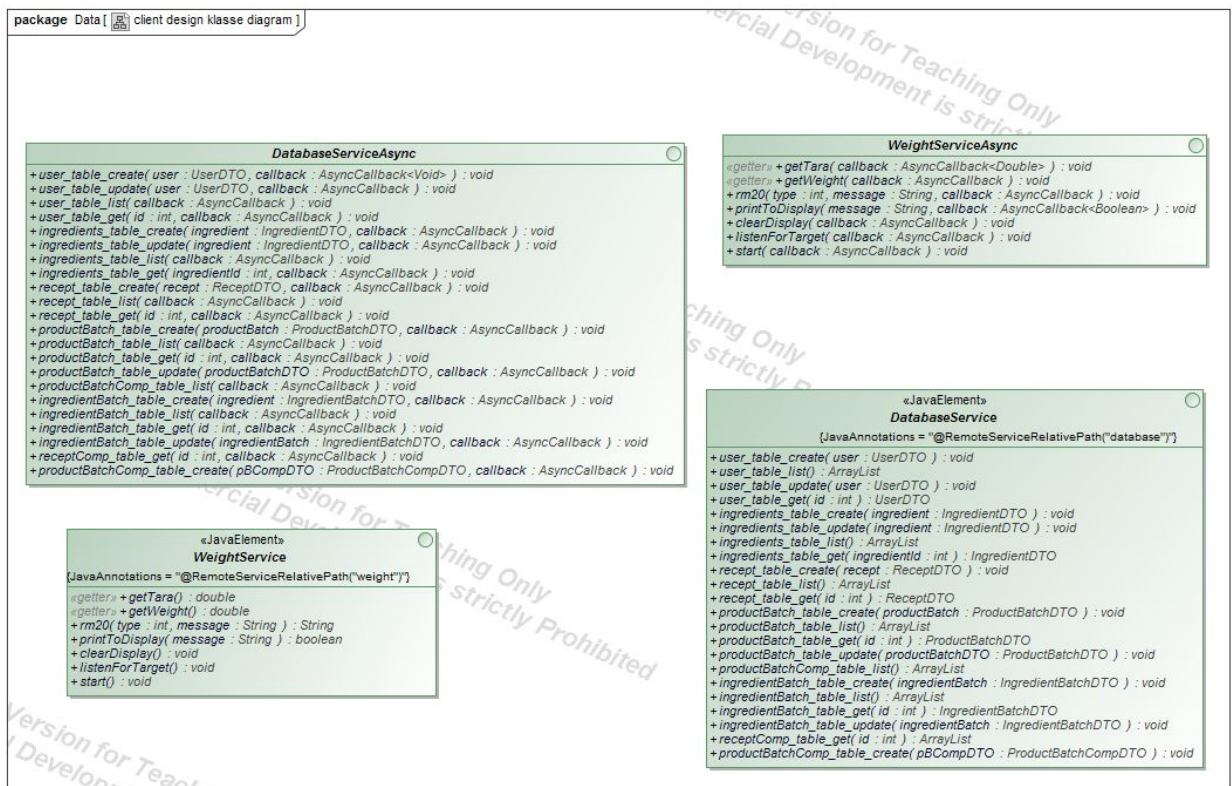 package Data [ client design klasse diagram ]
DatabaseServiceAsync
+user_table_create( user : UserDTO, callback : AsyncCallback<Void> ) : void
+user_table_update( user : UserDTO, callback : AsyncCallback ) : void
+user_table_list( callback : AsyncCallback ) : void
+user_table_get( id : int, callback : AsyncCallback ) : void
+ingredients_table_create( ingredient : IngredientDTO, callback : AsyncCallback ) : void
+ingredients_table_update( ingredient : IngredientDTO, callback : AsyncCallback ) : void
+ingredients_table_list( callback : AsyncCallback ) : void
+ingredients_table_get( ingredientId : int, callback : AsyncCallback ) : void
+recept_table_create( recept : ReceptDTO, callback : AsyncCallback ) : void
+recept_table_list( callback : AsyncCallback ) : void
+recept_table_get( id : int, callback : AsyncCallback ) : void
+productBatch_table_create( productBatch : ProductBatchDTO, callback : AsyncCallback ) : void
+productBatch_table_list( callback : AsyncCallback ) : void
+productBatch_table_get( id : int, callback : AsyncCallback ) : void
+productBatch_table_update( productBatchDTO : ProductBatchDTO, callback : AsyncCallback ) : void
+productBatchComp_table_list( callback : AsyncCallback ) : void
+ingredientBatch_table_create( ingredient : IngredientBatchDTO, callback : AsyncCallback ) : void
+ingredientBatch_table_list( callback : AsyncCallback ) : void
+ingredientBatch_table_get( id : int, callback : AsyncCallback ) : void
+ingredientBatch_table_update( ingredientBatch : IngredientBatchDTO, callback : AsyncCallback ) : void
+receptComp_table_get( id : int, callback : AsyncCallback ) : void
+productBatchComp_table_create( pBCompDTO : ProductBatchCompDTO, callback : AsyncCallback ) : void
WeightServiceAsync
«getter» +getTara( callback : AsyncCallback<Double> ) : void
«getter» +getWeight( callback : AsyncCallback ) : void
+rm20( type : int, message : String, callback : AsyncCallback ) : void
+printToDisplay( message : String, callback : AsyncCallback<Boolean> ) : void
+clearDisplay( callback : AsyncCallback ) : void
+listenForTarget( callback : AsyncCallback ) : void
+start( callback : AsyncCallback ) : void
«JavaElement»
WeightService
{JavaAnnotations = "@RemoteServiceRelativePath("weight")"}
«getter» +getTara() : double
«getter» +getWeight() : double
+rm20( type : int, message : String ) : String
+printToDisplay( message : String ) : boolean
+clearDisplay() : void
+listenForTarget() : void
+start() : void
«JavaElement»
DatabaseService
{JavaAnnotations = "@RemoteServiceRelativePath("database")"}
+user_table_create( user : UserDTO ) : void
+user_table_list() : ArrayList
+user_table_update( user : UserDTO ) : void
+user_table_get( id : int ) : UserDTO
+ingredients_table_create( ingredient : IngredientDTO ) : void
+ingredients_table_update( ingredient : IngredientDTO ) : void
+ingredients_table_list() : ArrayList
+ingredients_table_get( ingredientId : int ) : IngredientDTO
+recept_table_create( recept : ReceptDTO ) : void
+recept_table_list() : ArrayList
+recept_table_get( id : int ) : ReceptDTO
+productBatch_table_create( productBatch : ProductBatchDTO ) : void
+productBatch_table_list() : ArrayList
+productBatch_table_get( id : int ) : ProductBatchDTO
+productBatch_table_update( productBatchDTO : ProductBatchDTO ) : void
+productBatchComp_table_list() : ArrayList
+ingredientBatch_table_create( ingredientBatch : IngredientBatchDTO ) : void
+ingredientBatch_table_list() : ArrayList
+ingredientBatch_table_get( id : int ) : IngredientBatchDTO
+ingredientBatch_table_update( ingredientBatch : IngredientBatchDTO ) : void
+receptComp_table_get( id : int ) : ArrayList
+productBatchComp_table_create( pBCompDTO : ProductBatchCompDTO ) : void
for Teaching Only
Development is
Only
strictly
for
Only
strictly Prohibited
Version for